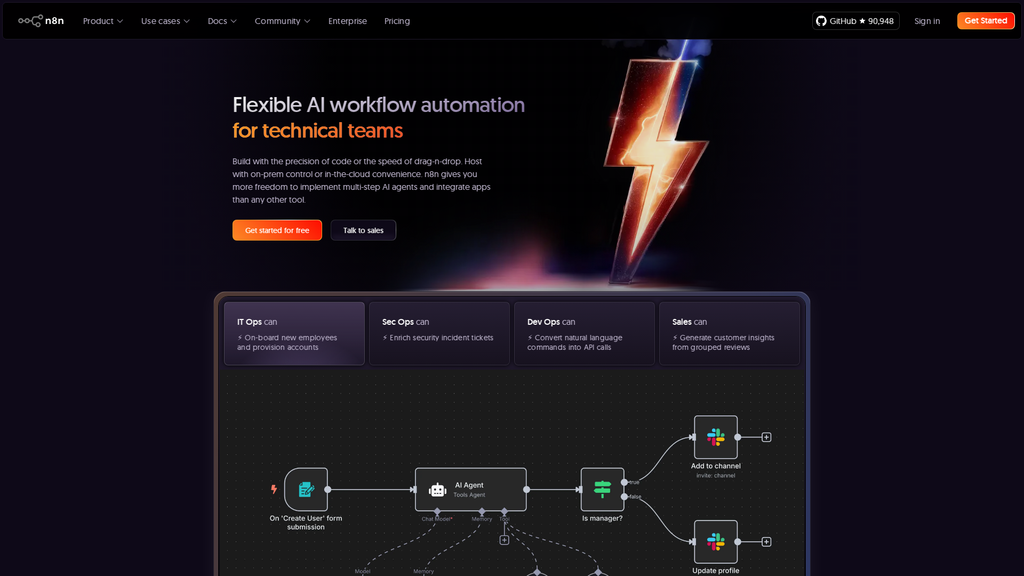 n8n
Product
Use cases
Docs
Community
Enterprise
Pricing
GitHub ★ 90,948
Sign in
Get Started
Flexible AI workflow automation
for technical teams
Build with the precision of code or the speed of drag-n-drop. Host
with on-prem control or in-the-cloud convenience. n8n gives you
more freedom to implement multi-step AI agents and integrate apps
than any other tool.
Get started for free
Talk to sales
IT Ops can
⚡ On-board new employees
and provision accounts
Sec Ops can
⚡ Enrich security incident tickets
Dev Ops can
⚡ Convert natural language
commands into API calls
Sales can
⚡ Generate customer insights
from grouped reviews
On 'Create User' form
submission
AI Agent
Tools Agent
Chat Model*
Memory
Tool
Is manager?
true
false
Add to channel
invite: channel
Update profile
Model
Memory